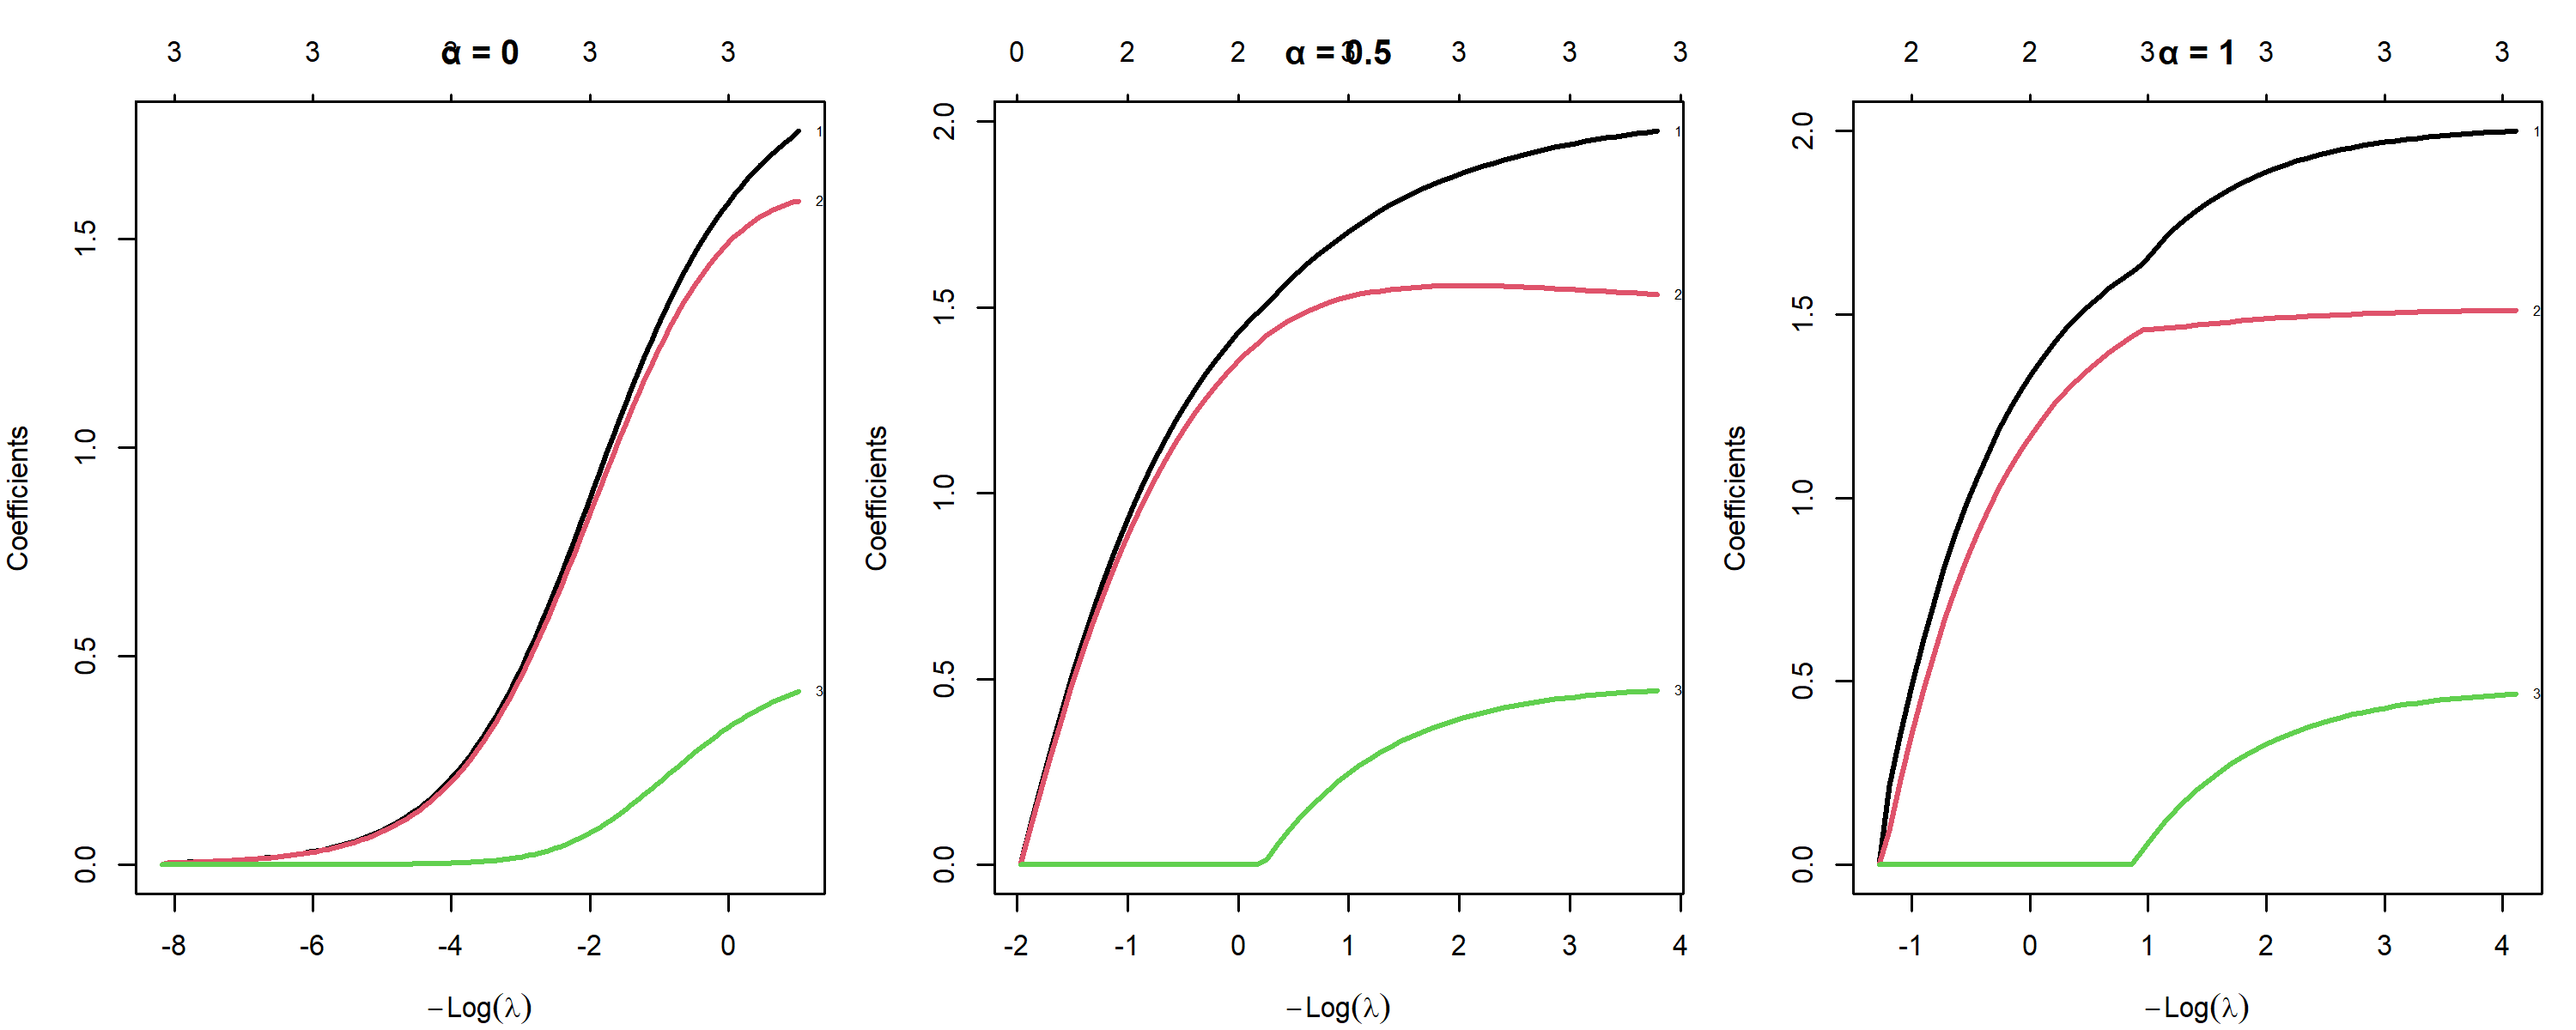 3 3 3 3 3
α = 0
0 2 2 3 3 3 3
α = 0.5
2 2 3 3 3 3
α = 1
Coefficients
0.0 0.5 1.0 1.5
1
2
3
-8 -6 -4 -2 0
−Log(λ)
Coefficients
0.0 0.5 1.0 1.5 2.0
1
2
3
-2 -1 0 1 2 3 4
−Log(λ)
Coefficients
0.0 0.5 1.0 1.5 2.0
1
2
3
-1 0 1 2 3 4
−Log(λ)